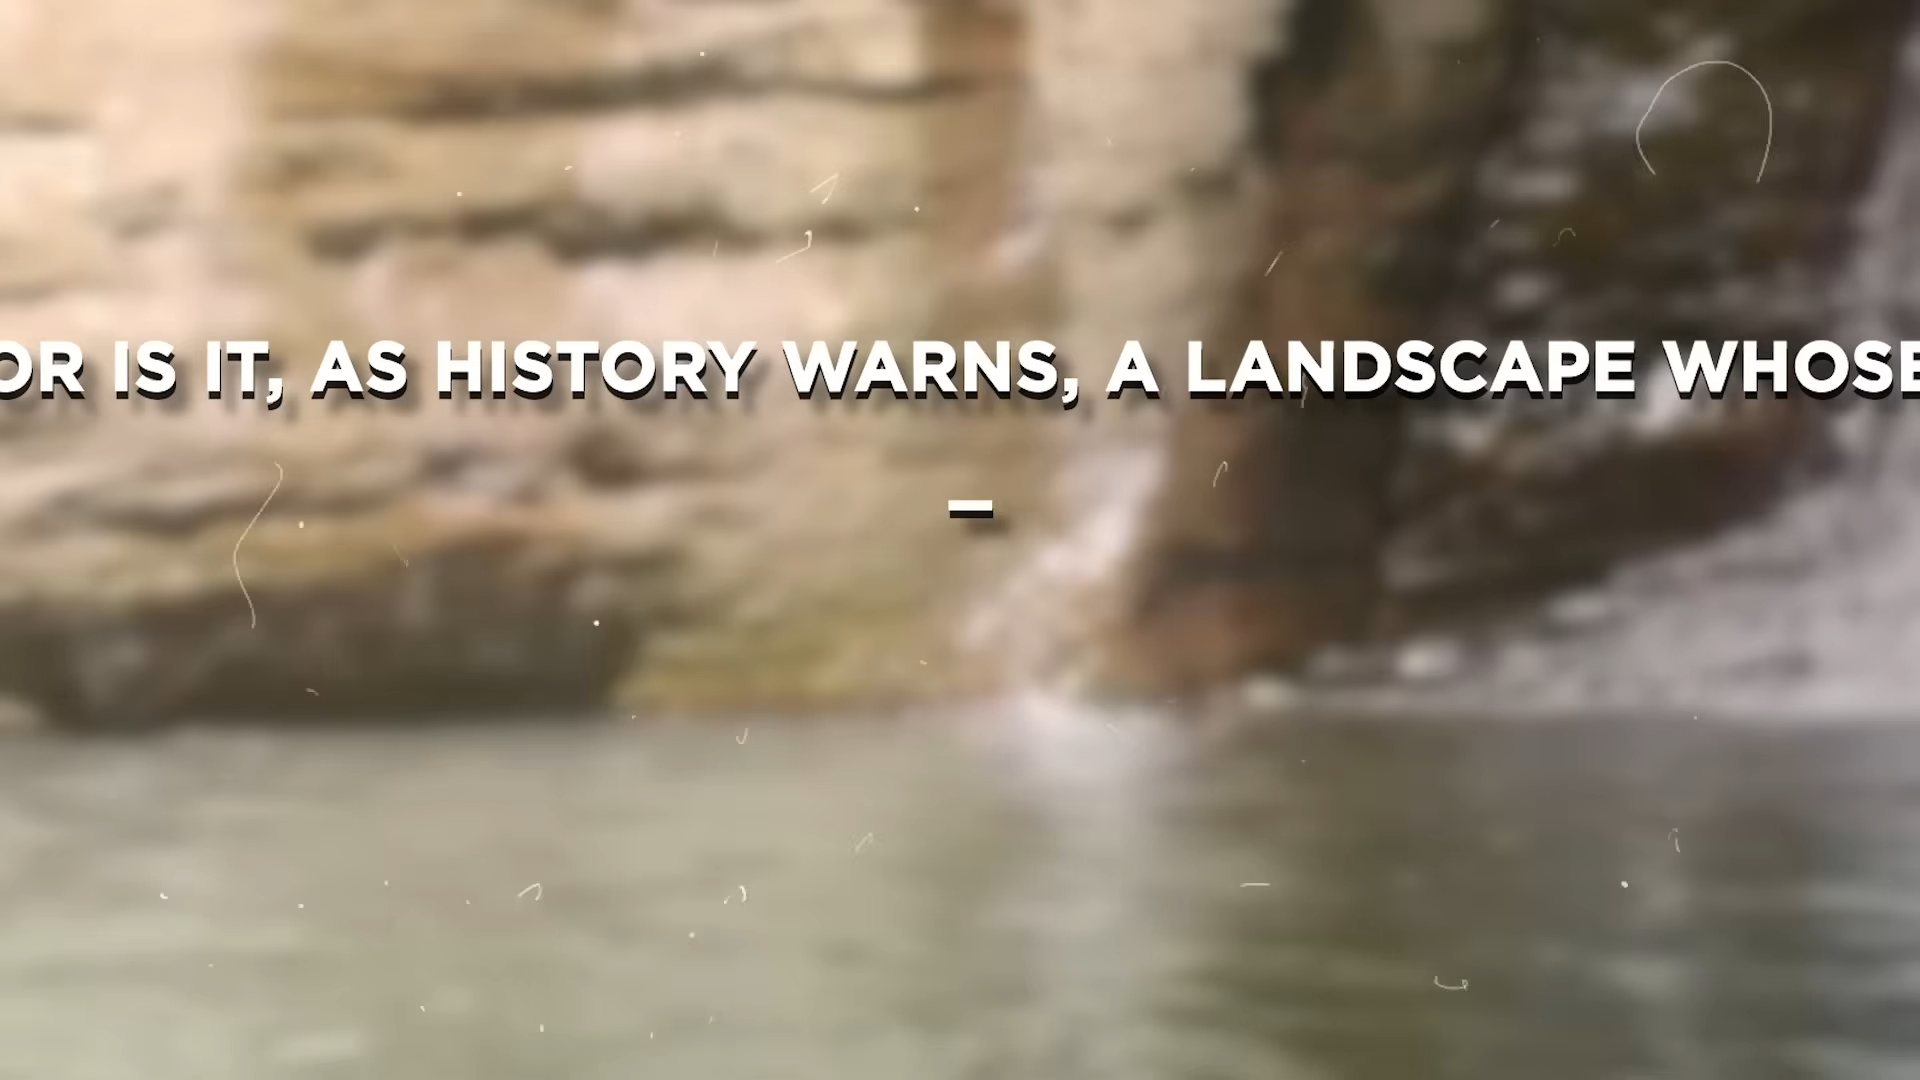 OR IS IT, AS HISTORY WARNS, A LANDSCAPE WHOSE
–